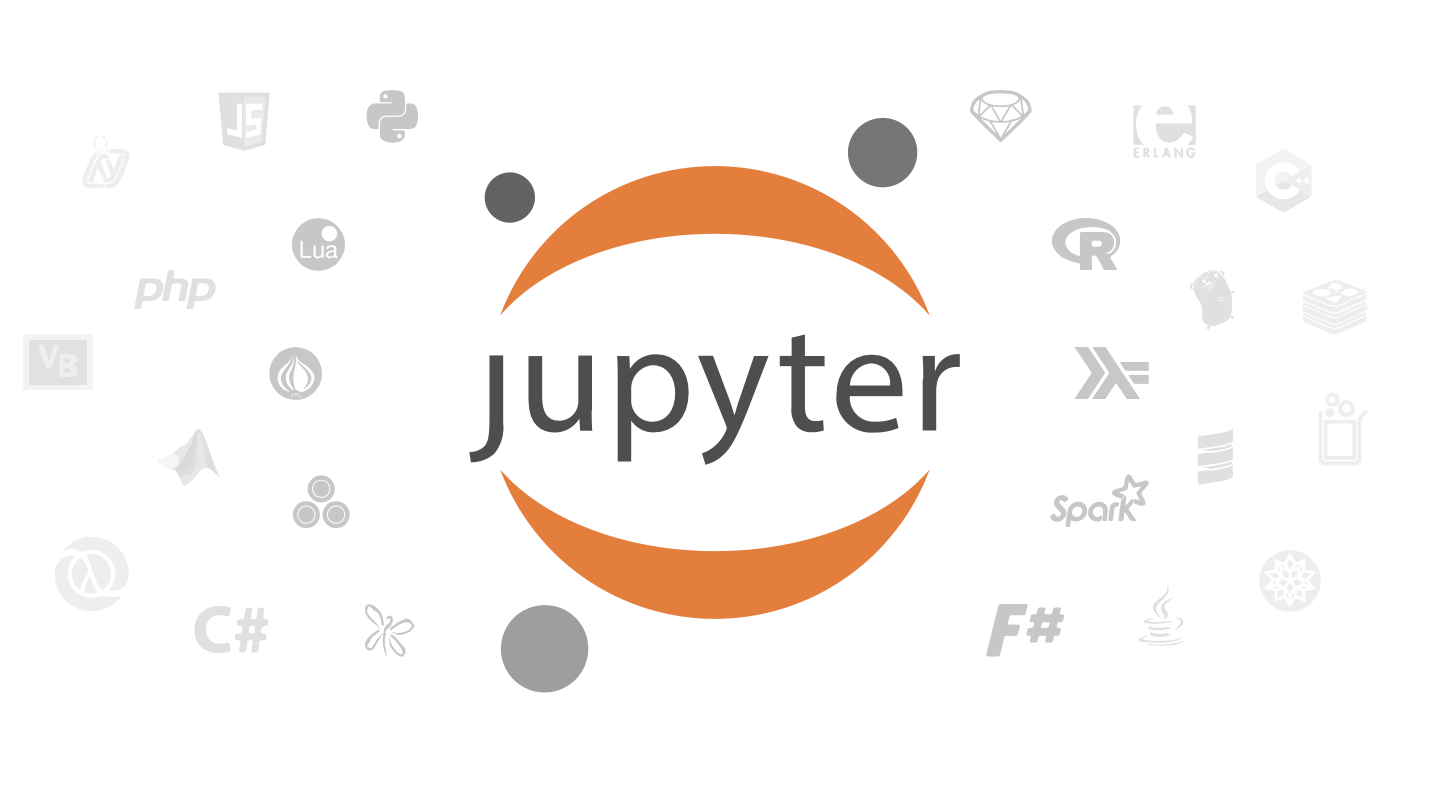 JS
ERLANG
C++
Lua
R
php
VB
jupyter
Spark
C#
F#